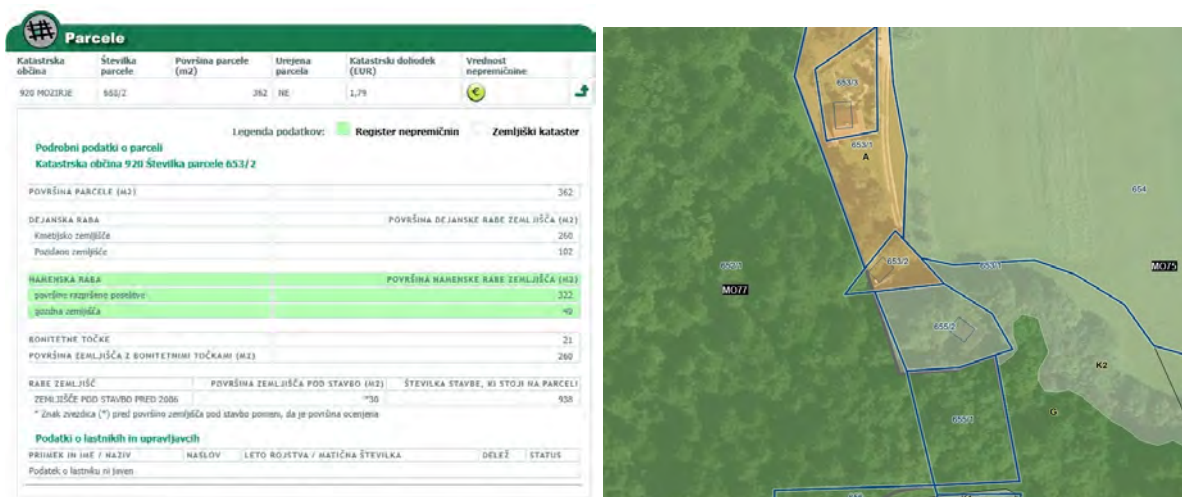 Parcele
Katastrska občina Številka parcele Površina parcele (m2) Urejena parcela Katastrski dohodek (EUR) Vrednost nepremičnine
920 MOZIRJE 653/2 362 NE 1,79 €
Legenda podatkov: Register nepremičnin Zemljiški kataster
Podrobni podatki o parceli
Katastrska občina 920 Številka parcele 653/2
POVRŠINA PARCELE (M2) 362
DEJANSKA RABA POVRŠINA DEJANSKE RABE ZEMLJIŠČA (M2)
Kmetijsko zemljišče 260
Pozidano zemljišče 102
NAMENSKA RABA POVRŠINA NAMENSKE RABE ZEMLJIŠČA (M2)
površine razpršene poselitve 322
gozdna zemljišča 40
BONITETNE TOČKE 21
POVRŠINA ZEMLJIŠČA Z BONITETNIMI TOČKAMI (M2) 260
RABE ZEMLJIŠČ POVRŠINA ZEMLJIŠČA POD STAVBO (M2) ŠTEVILKA STAVBE, KI STOJI NA PARCELI
ZEMLJIŠČE POD STAVBO PRED 2006 *30 938
* Znak zvezdica (*) pred površino zemljišča pod stavbo pomeni, da je površina ocenjena
Podatki o lastnikih in upravljavcih
PRIIMEK IN IME / NAZIV NASLOV LETO ROJSTVA / MATIČNA ŠTEVILKA DELEŽ STATUS
Podatek o lastniku ni javen
653/3
653/1
A
654
653/2
653/1
MO75
MO77
655/2
K2
G
655/1